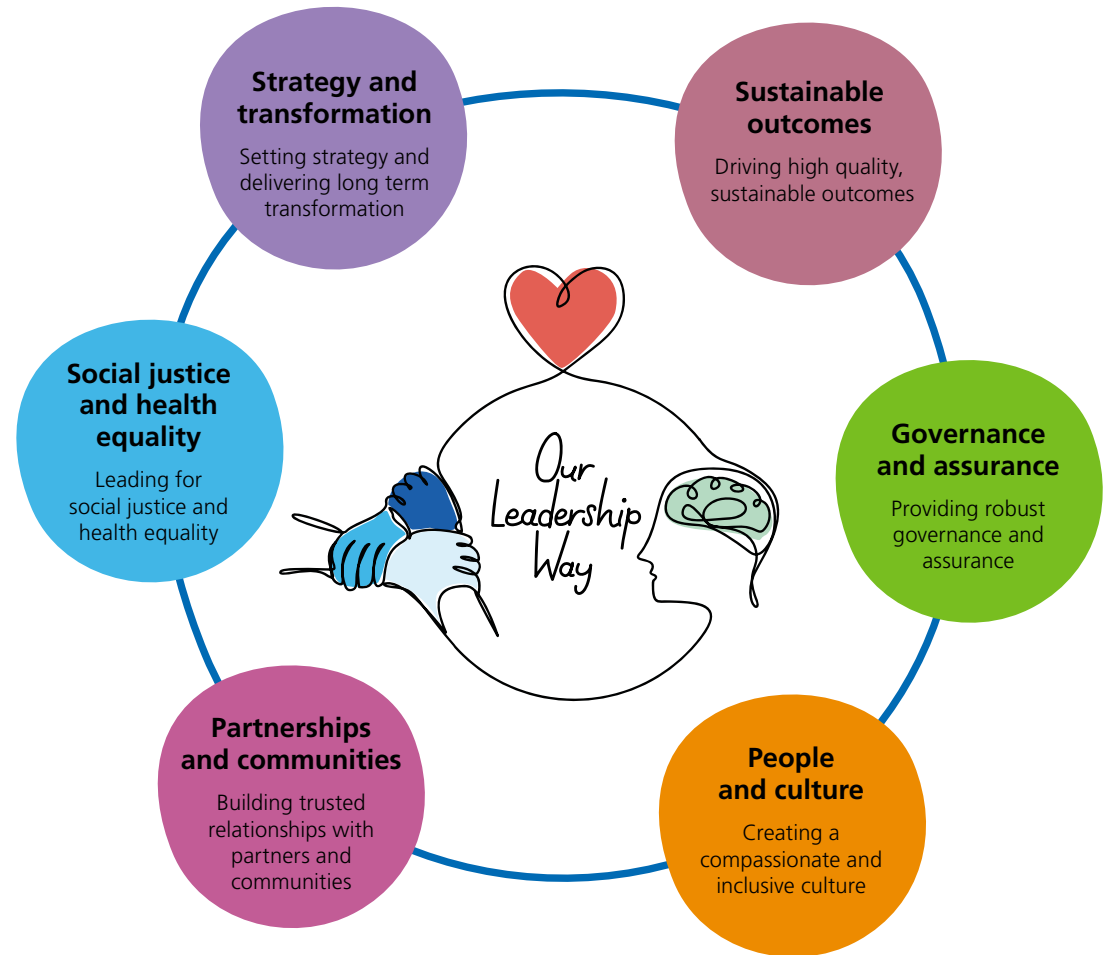 Strategy and
transformation
Setting strategy and
delivering long term
transformation
Sustainable
outcomes
Driving high quality,
sustainable outcomes
Social justice
and health
equality
Leading for
social justice and
health equality
Our
Leadership
Way
Governance
and assurance
Providing robust
governance and
assurance
Partnerships
and communities
Building trusted
relationships with
partners and
communities
People
and culture
Creating a
compassionate and
inclusive culture